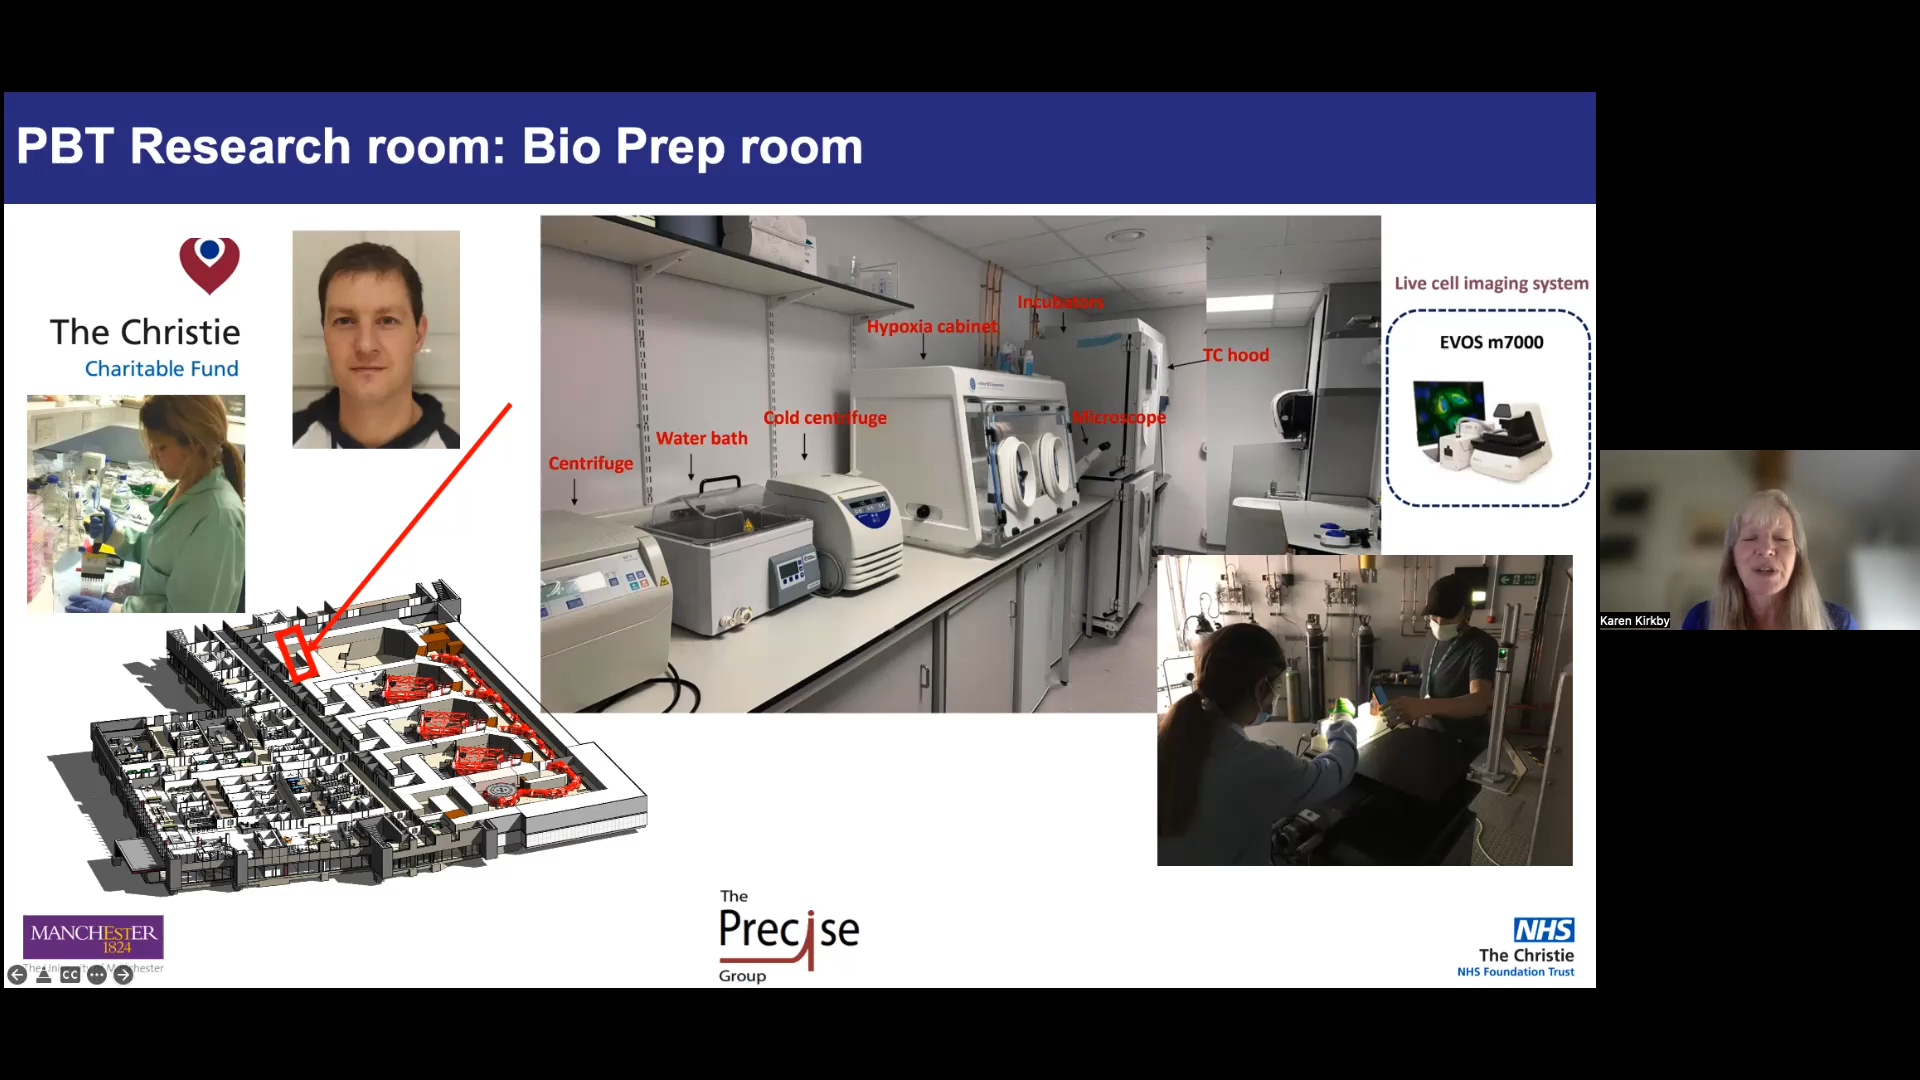 PBT Research room: Bio Prep room
The Christie
Charitable Fund
Centrifuge
Water bath
Cold centrifuge
Hypoxia cabinet
Incubators
TC hood
Microscope
Live cell imaging system
EVOS m7000
Karen Kirkby
MANCHESTER
1824
The University of Manchester
The
Precise
Group
NHS
The Christie
NHS Foundation Trust
CC